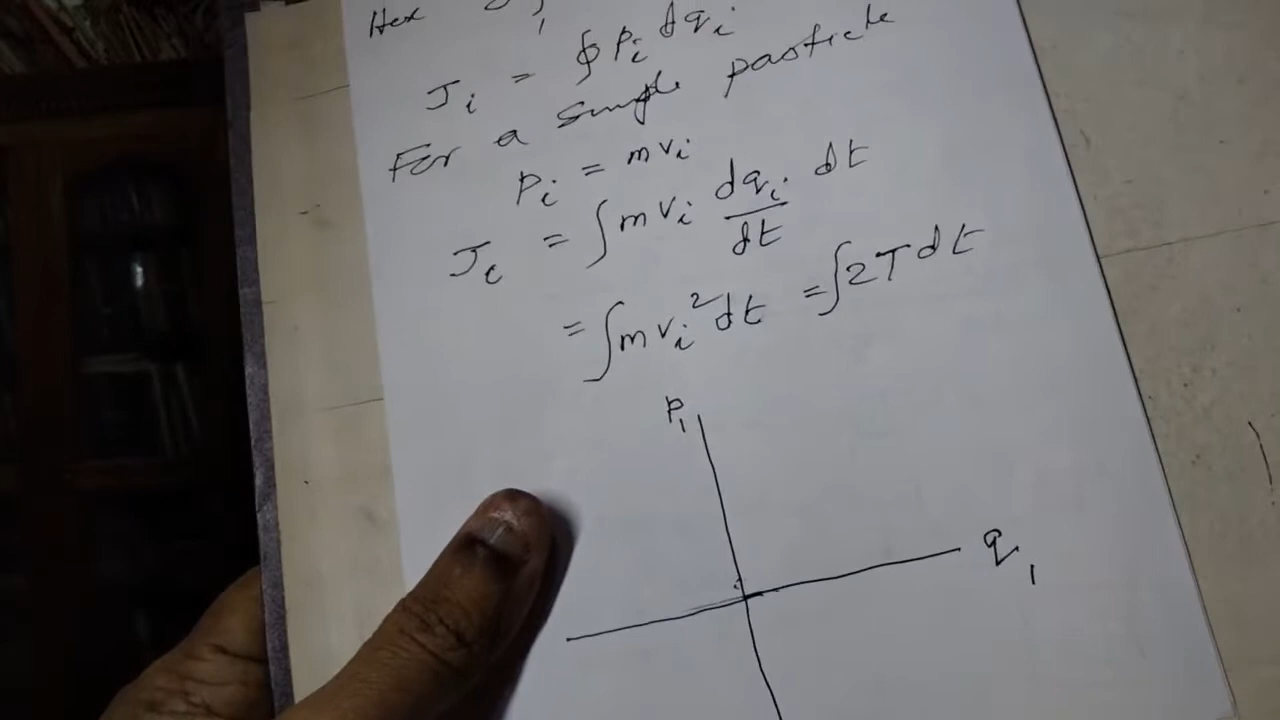 J_i = ∮ p_i dq_i
For a single particle
p_i = mv_i
J_i = ∫ mv_i dq_i/dt dt
= ∫ mv_i² dt = ∫ 2T dt
p_1
q_1